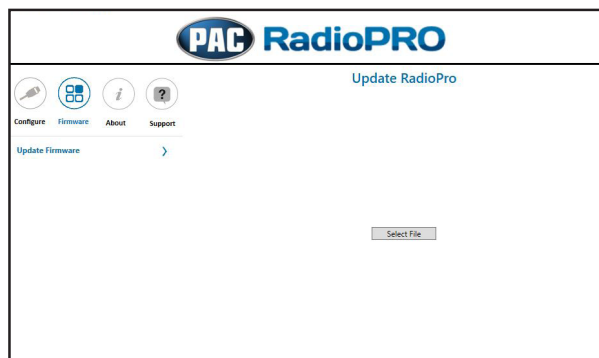 PAC RadioPRO
Update RadioPro
Configure Firmware About Support
Update Firmware
Select File